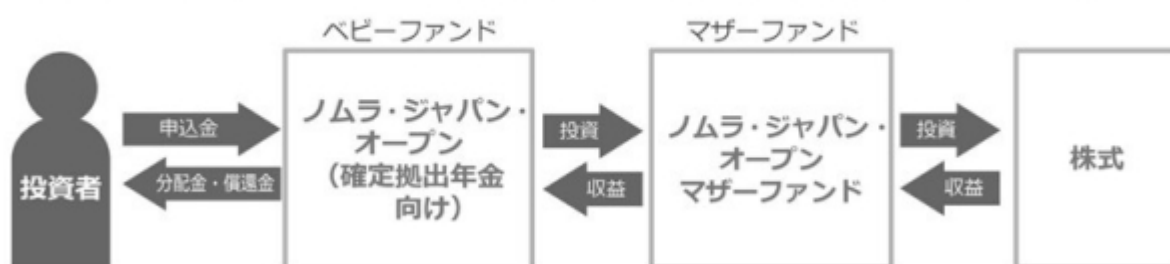 ベビーファンド
マザーファンド
投資者
申込金
分配金・償還金
ノムラ・ジャパン・
オープン
(確定拠出年金
向け)
投資
収益
ノムラ・ジャパン・
オープン
マザーファンド
投資
収益
株式